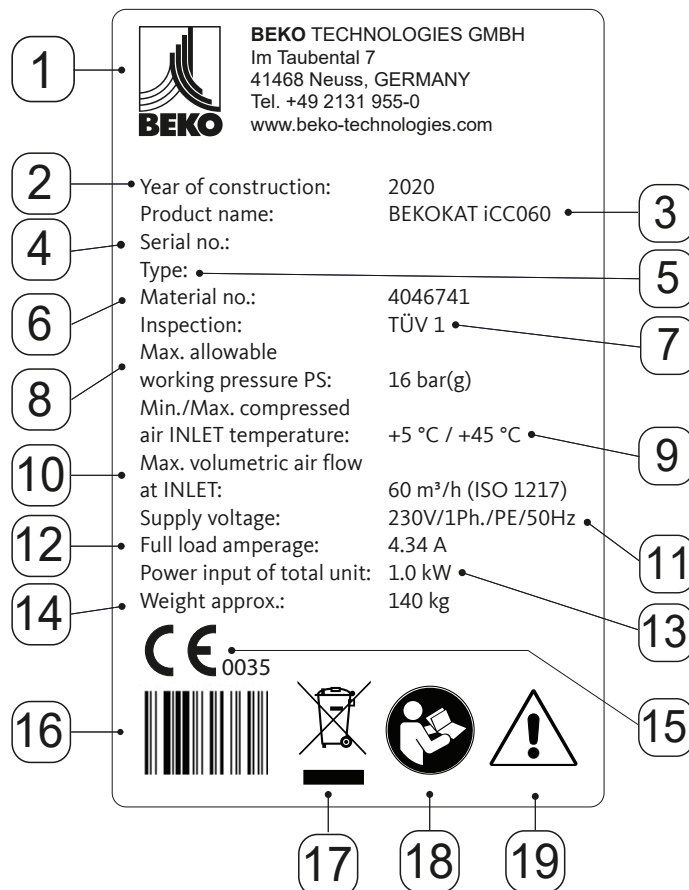 1
BEKO
BEKO TECHNOLOGIES GMBH
Im Taubental 7
41468 Neuss, GERMANY
Tel. +49 2131 955-0
www.beko-technologies.com
2
Year of construction: 2020
Product name: BEKOKAT iCC060
3
4
Serial no.:
Type:
5
6
Material no.: 4046741
Inspection: TÜV 1
7
8
Max. allowable
working pressure PS: 16 bar(g)
Min./Max. compressed
air INLET temperature: +5 °C / +45 °C
9
10
Max. volumetric air flow
at INLET: 60 m³/h (ISO 1217)
Supply voltage: 230V/1Ph./PE/50Hz
11
12
Full load amperage: 4.34 A
Power input of total unit: 1.0 kW
13
14
Weight approx.: 140 kg
CE 0035
15
16
17
18
19